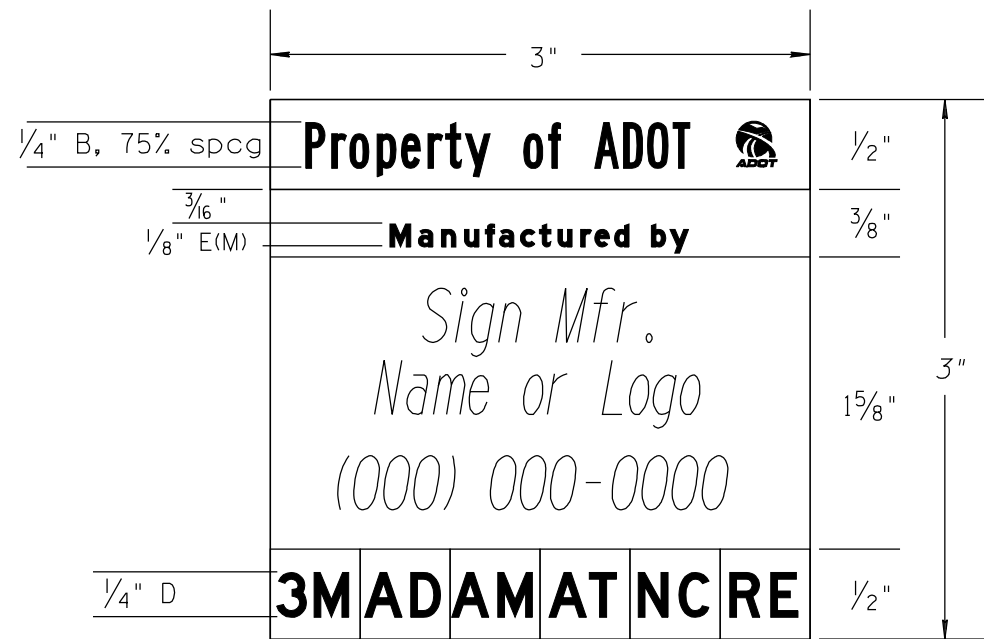 3"
1/4" B, 75% spcg
Property of ADOT
ADOT
1/2"
3/16 "
1/8" E(M)
Manufactured by
3/8"
Sign Mfr.
Name or Logo
(000) 000-0000
1 5/8"
3"
1/4" D
3M AD AM AT NC RE
1/2"